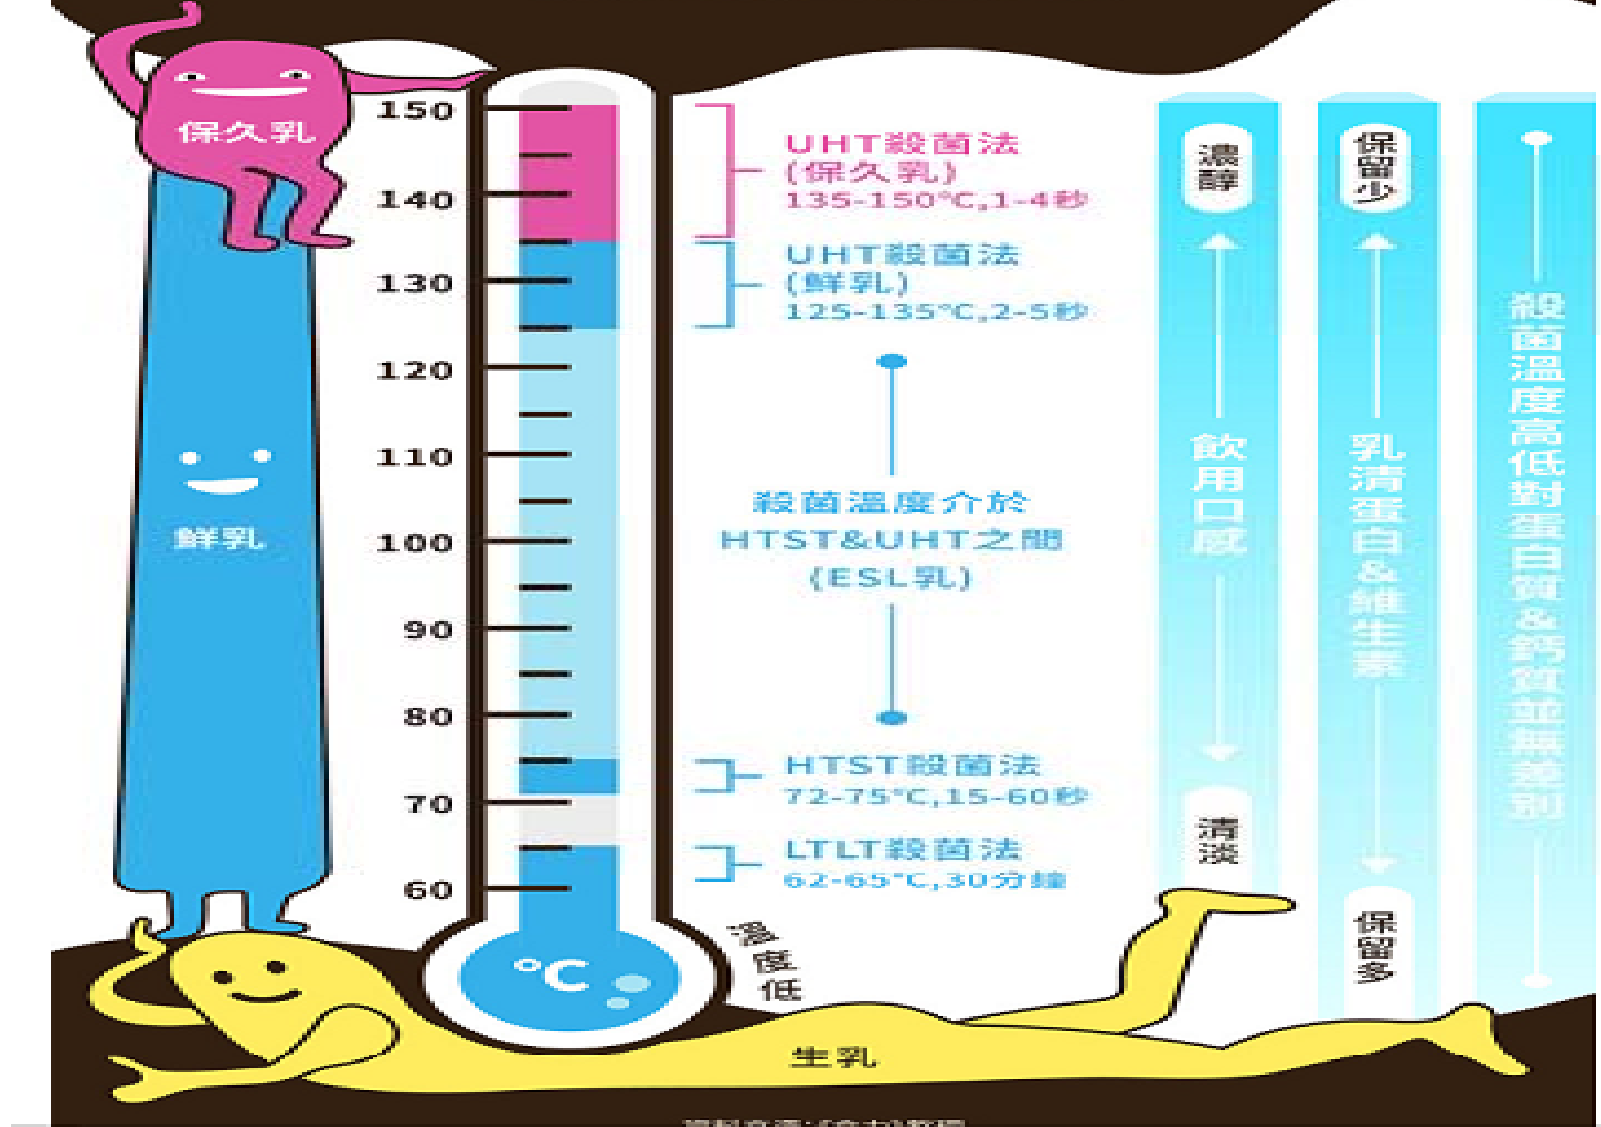 保久乳
鮮乳
150
140
130
120
110
100
90
80
70
60
°C
UHT殺菌法
(保久乳)
135-150°C,1-4秒
UHT殺菌法
(鮮乳)
125-135°C,2-5秒
殺菌溫度介於
HTST&UHT之間
(ESL乳)
HTST殺菌法
72-75°C,15-60秒
LTLT殺菌法
62-65°C,30分鐘
溫度低
濃醇
飲用口感
清淡
保留少
乳清蛋白&維生素
保留多
殺菌溫度高低對蛋白質&鈣質並無差別
生乳